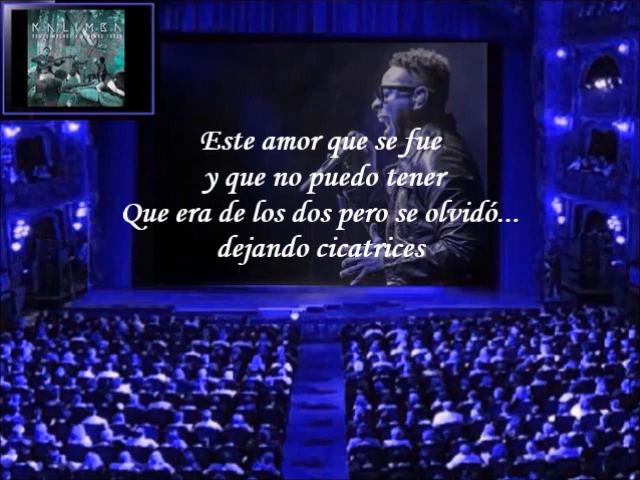 KALIMBA
Este amor que se fue
y que no puedo tener
Que era de los dos pero se olvidó...
dejando cicatrices